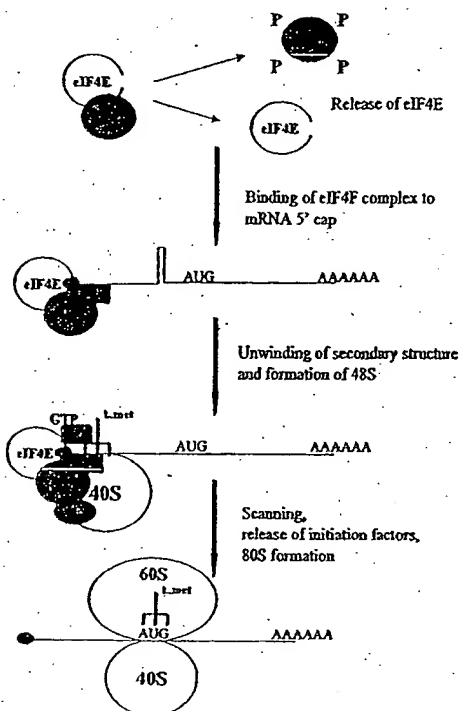 P P
eIF4E
P P
Release of eIF4E
eIF4E
Binding of eIF4F complex to
mRNA 5' cap
eIF4E
AUG
AAAAAA
Unwinding of secondary structure
and formation of 48S
GTP
t.met
eIF4E
AUG
AAAAAA
40S
Scanning,
release of initiation factors,
80S formation
60S
t.met
AUG
AAAAAA
40S